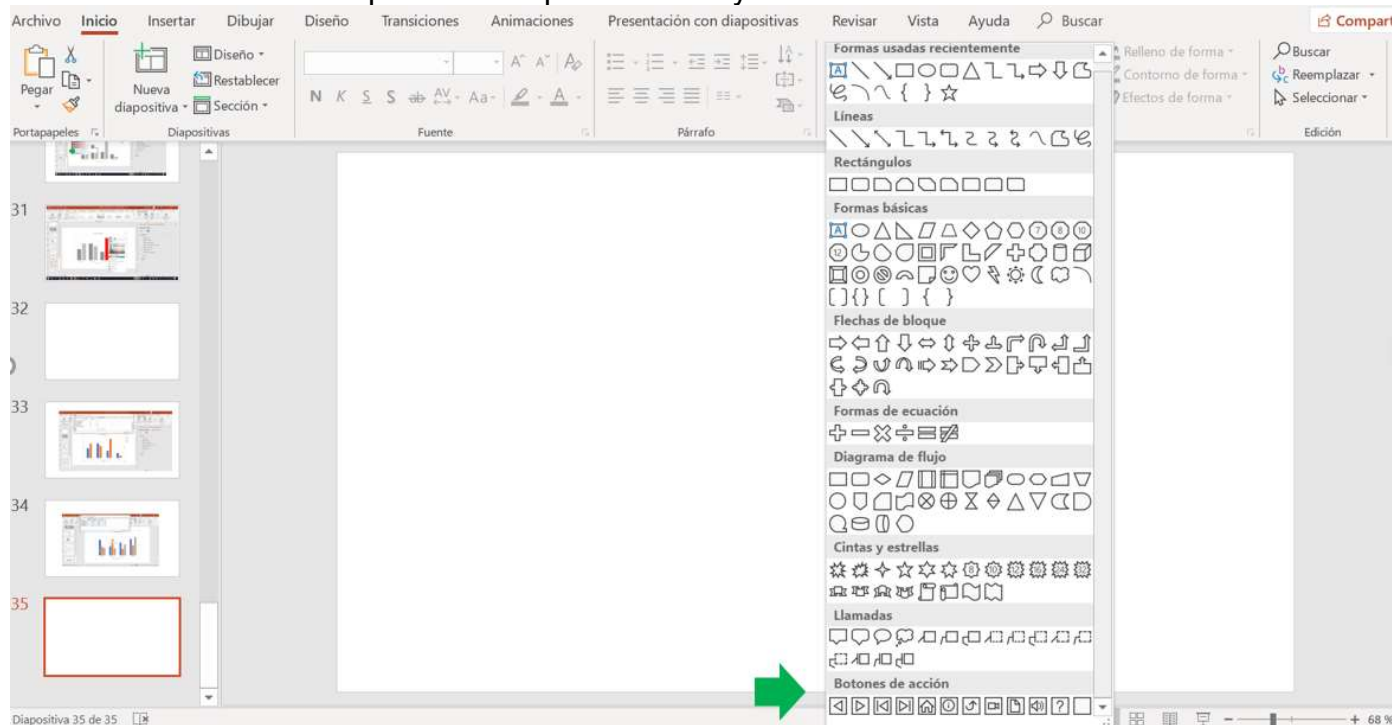 Archivo Inicio Insertar Dibujar Diseño Transiciones Animaciones Presentación con diapositivas Revisar Vista Ayuda Buscar Compart
Pegar
Nueva diapositiva
Diseño
Restablecer
Sección
N K S S ab AV Aa A
A A A
Relleno de forma
Contorno de forma
Efectos de forma
Buscar
Reemplazar
Seleccionar
Portapapeles Diapositivas Fuente Párrafo Edición
Formas usadas recientemente
Líneas
Rectángulos
Formas básicas
Flechas de bloque
Formas de ecuación
Diagrama de flujo
Cintas y estrellas
Llamadas
Botones de acción
31
32
33
34
35
Diapositiva 35 de 35
68 %